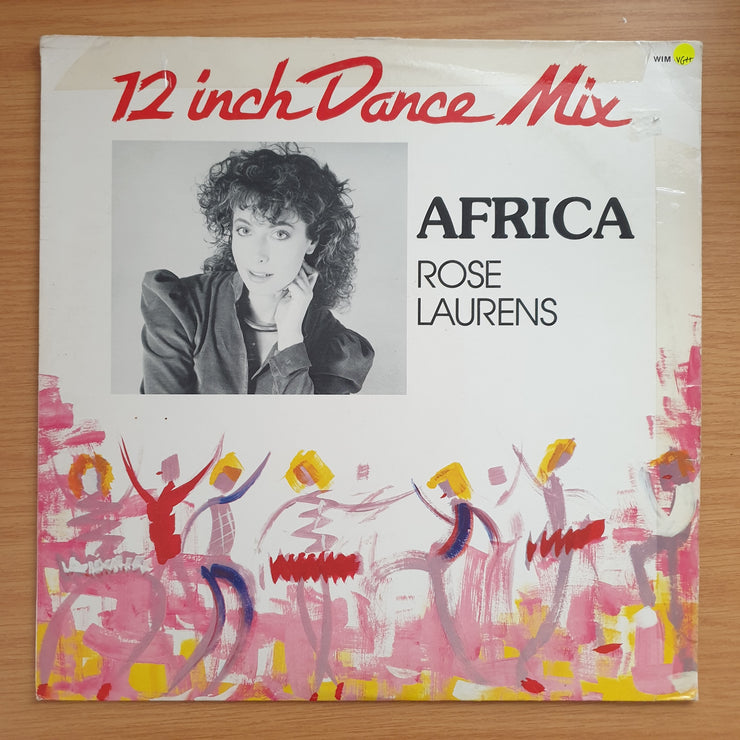 12 inch Dance Mix
WIM
VG++
AFRICA
ROSE
LAURENS